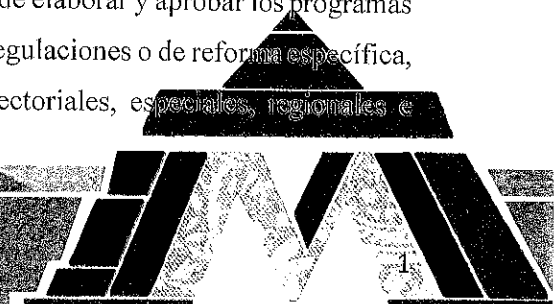 de elaborar y aprobar los programas
egulaciones o de reforma específica,
ectoriales, especiales, regionales e
1